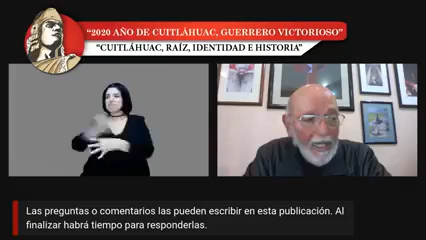 “2020 AÑO DE CUITLÁHUAC, GUERRERO VICTORIOSO”
“CUITLÁHUAC, RAÍZ, IDENTIDAD E HISTORIA”
Las preguntas o comentarios las pueden escribir en esta publicación. Al
finalizar habrá tiempo para responderlas.